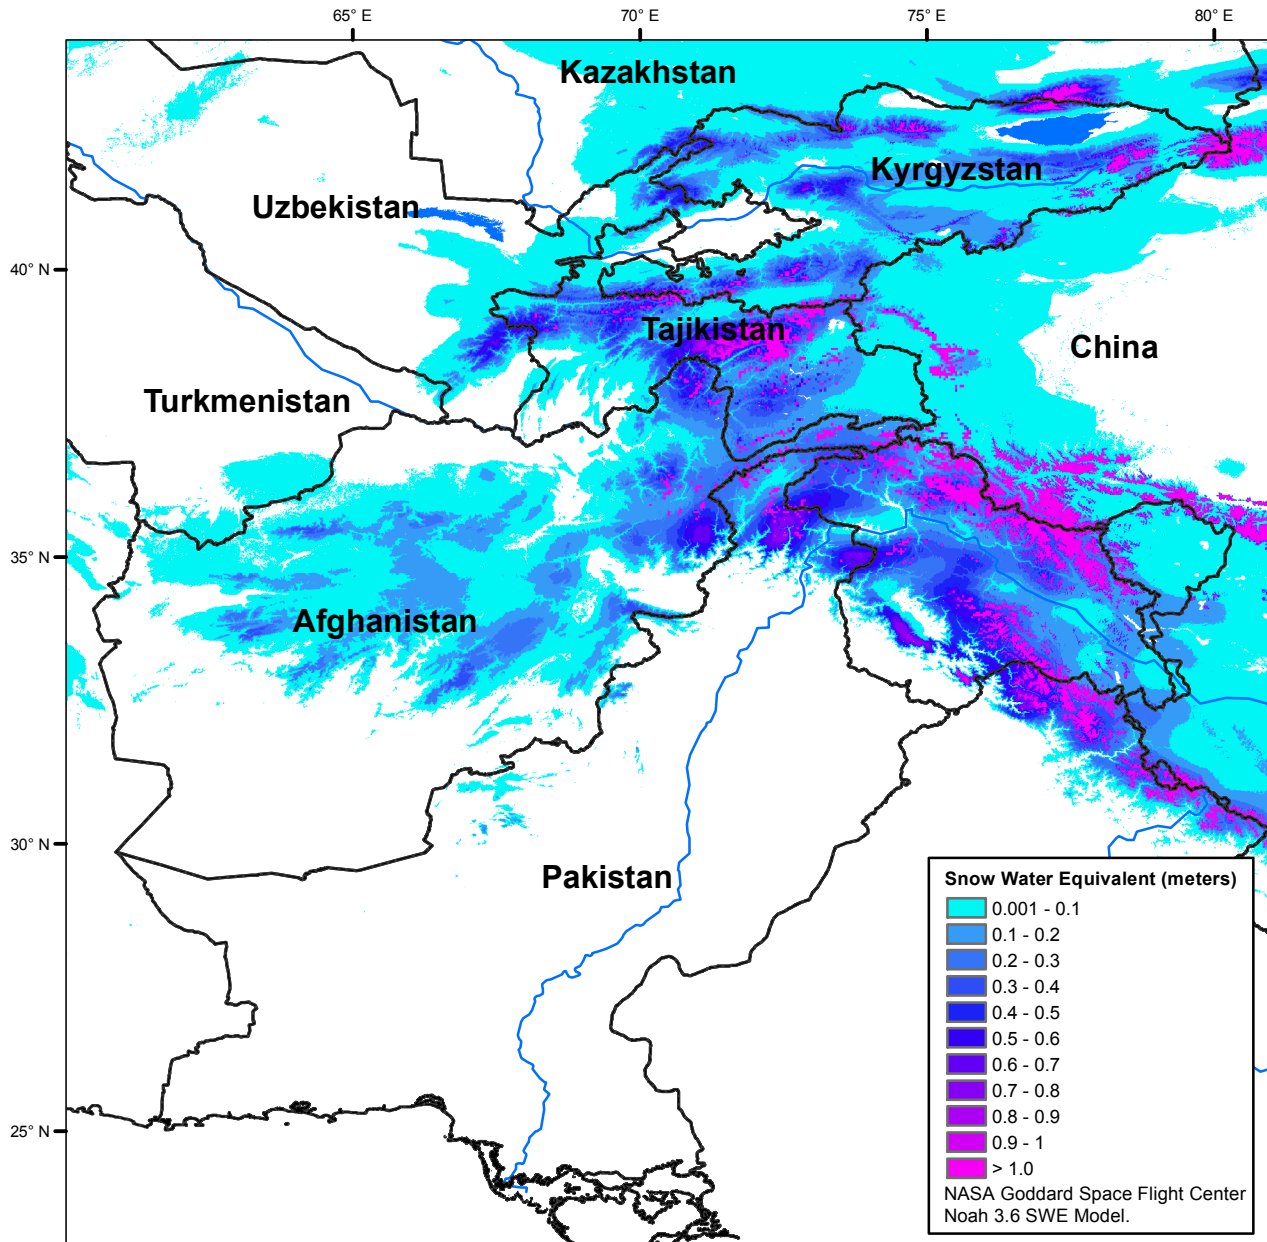 65° E
70° E
75° E
80° E
Kazakhstan
Kyrgyzstan
Uzbekistan
40° N
Tajikistan
China
Turkmenistan
35° N
Afghanistan
30° N
Pakistan
25° N
Snow Water Equivalent (meters)
0.001 - 0.1
0.1 - 0.2
0.2 - 0.3
0.3 - 0.4
0.4 - 0.5
0.5 - 0.6
0.6 - 0.7
0.7 - 0.8
0.8 - 0.9
0.9 - 1
> 1.0
NASA Goddard Space Flight Center
Noah 3.6 SWE Model.